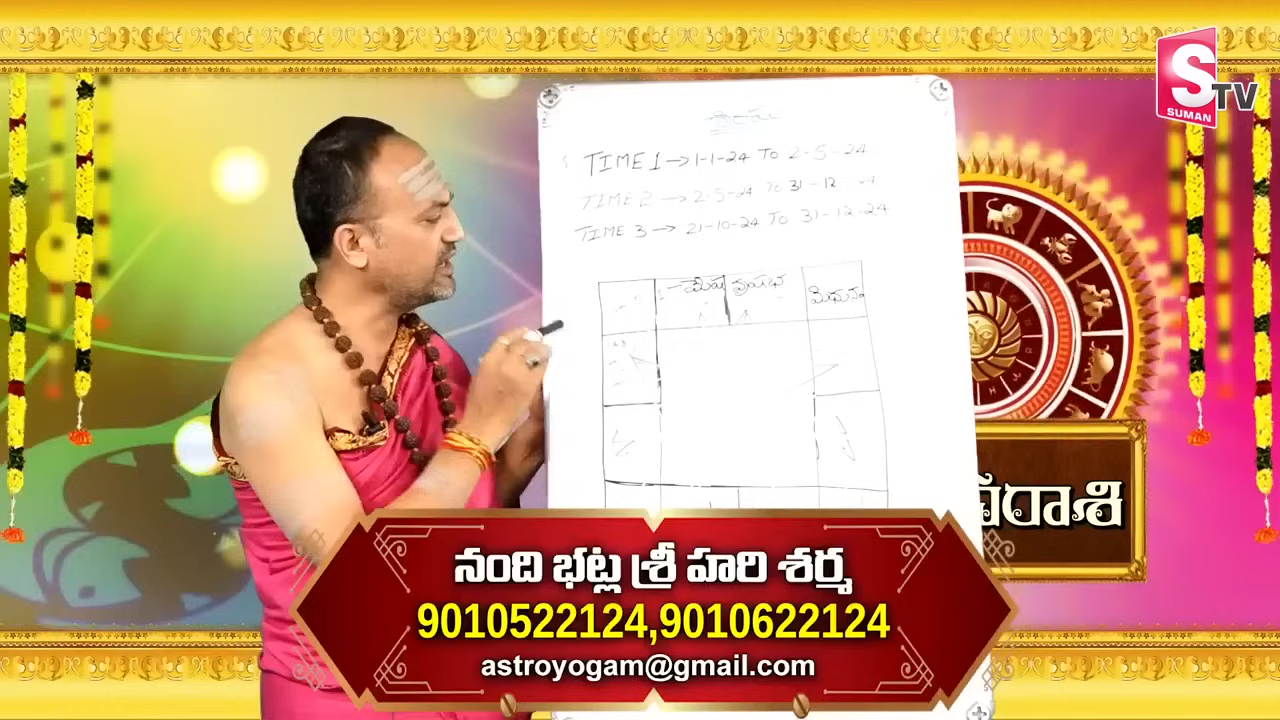 S
SUMAN
TV
శ్రీరామ
TIME 1 → 1-1-24 TO 2-5-24
TIME 2 → 2-5-24 TO 31-12-24
TIME 3 → 21-10-24 TO 31-12-24
మేష వృషభ మిధునం
రాశి
నంది భట్ల శ్రీ హరి శర్మ
9010522124,9010622124
astroyogam@gmail.com